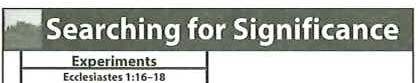 Searching for Significance
Experiments
Ecclesiastes 1:16–18